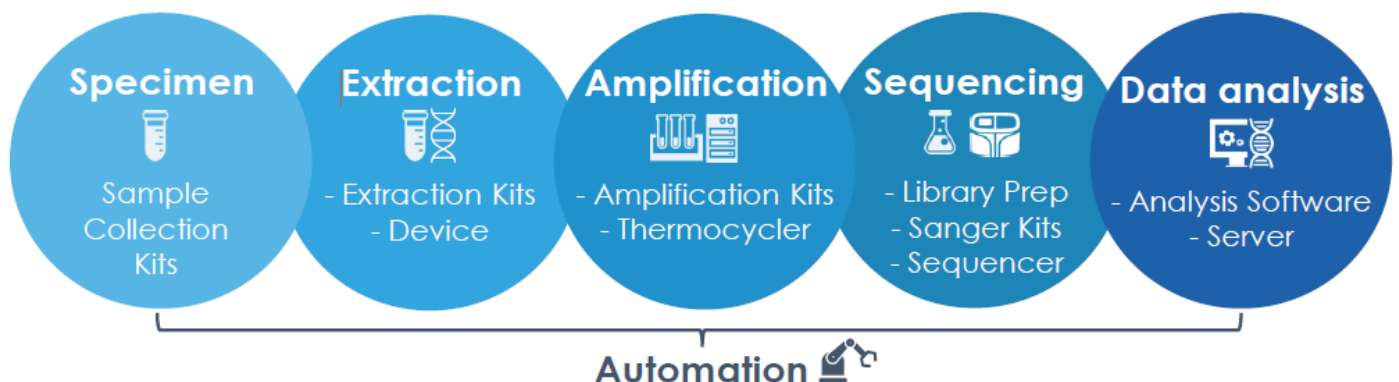 Specimen
Sample
Collection
Kits
Extraction
- Extraction Kits
- Device
Amplification
- Amplification Kits
- Thermocycler
Sequencing
- Library Prep
- Sanger Kits
- Sequencer
Data analysis
- Analysis Software
- Server
Automation